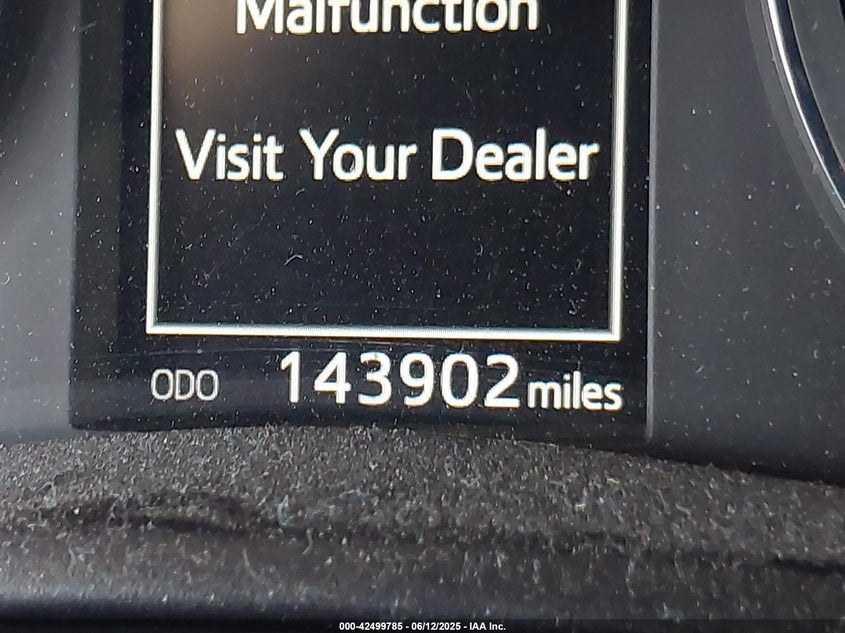 Malfunction
Visit Your Dealer
ODO 143902 miles
000-42499785 - 06/12/2025 - IAA Inc.